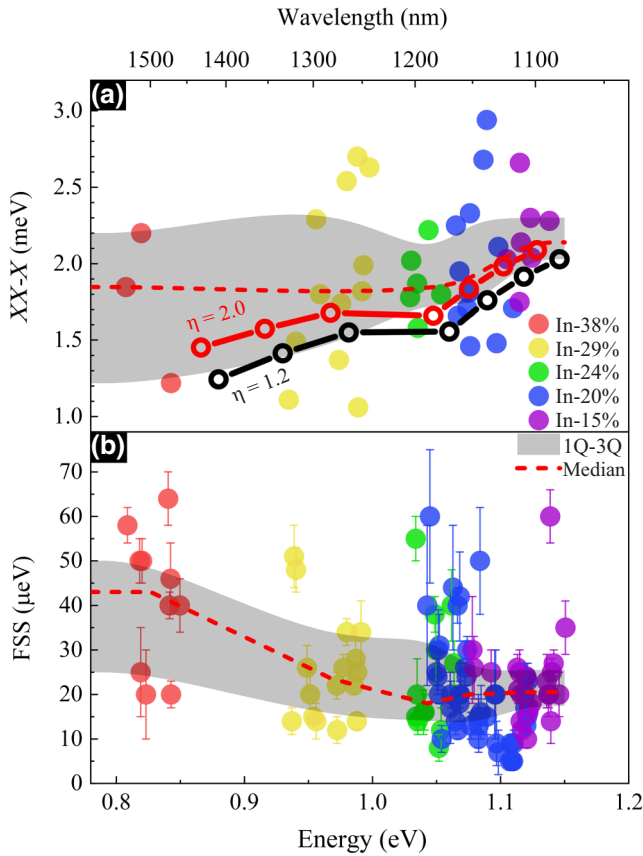 Wavelength (nm)
1500 1400 1300 1200 1100
(a)
3.0
2.5
2.0
1.5
1.0
XX-X (meV)
η = 2.0
η = 1.2
In-38%
In-29%
In-24%
In-20%
In-15%
(b)
1Q-3Q
Median
70
60
50
40
30
20
10
0
FSS (μeV)
0.8 0.9 1.0 1.1 1.2
Energy (eV)